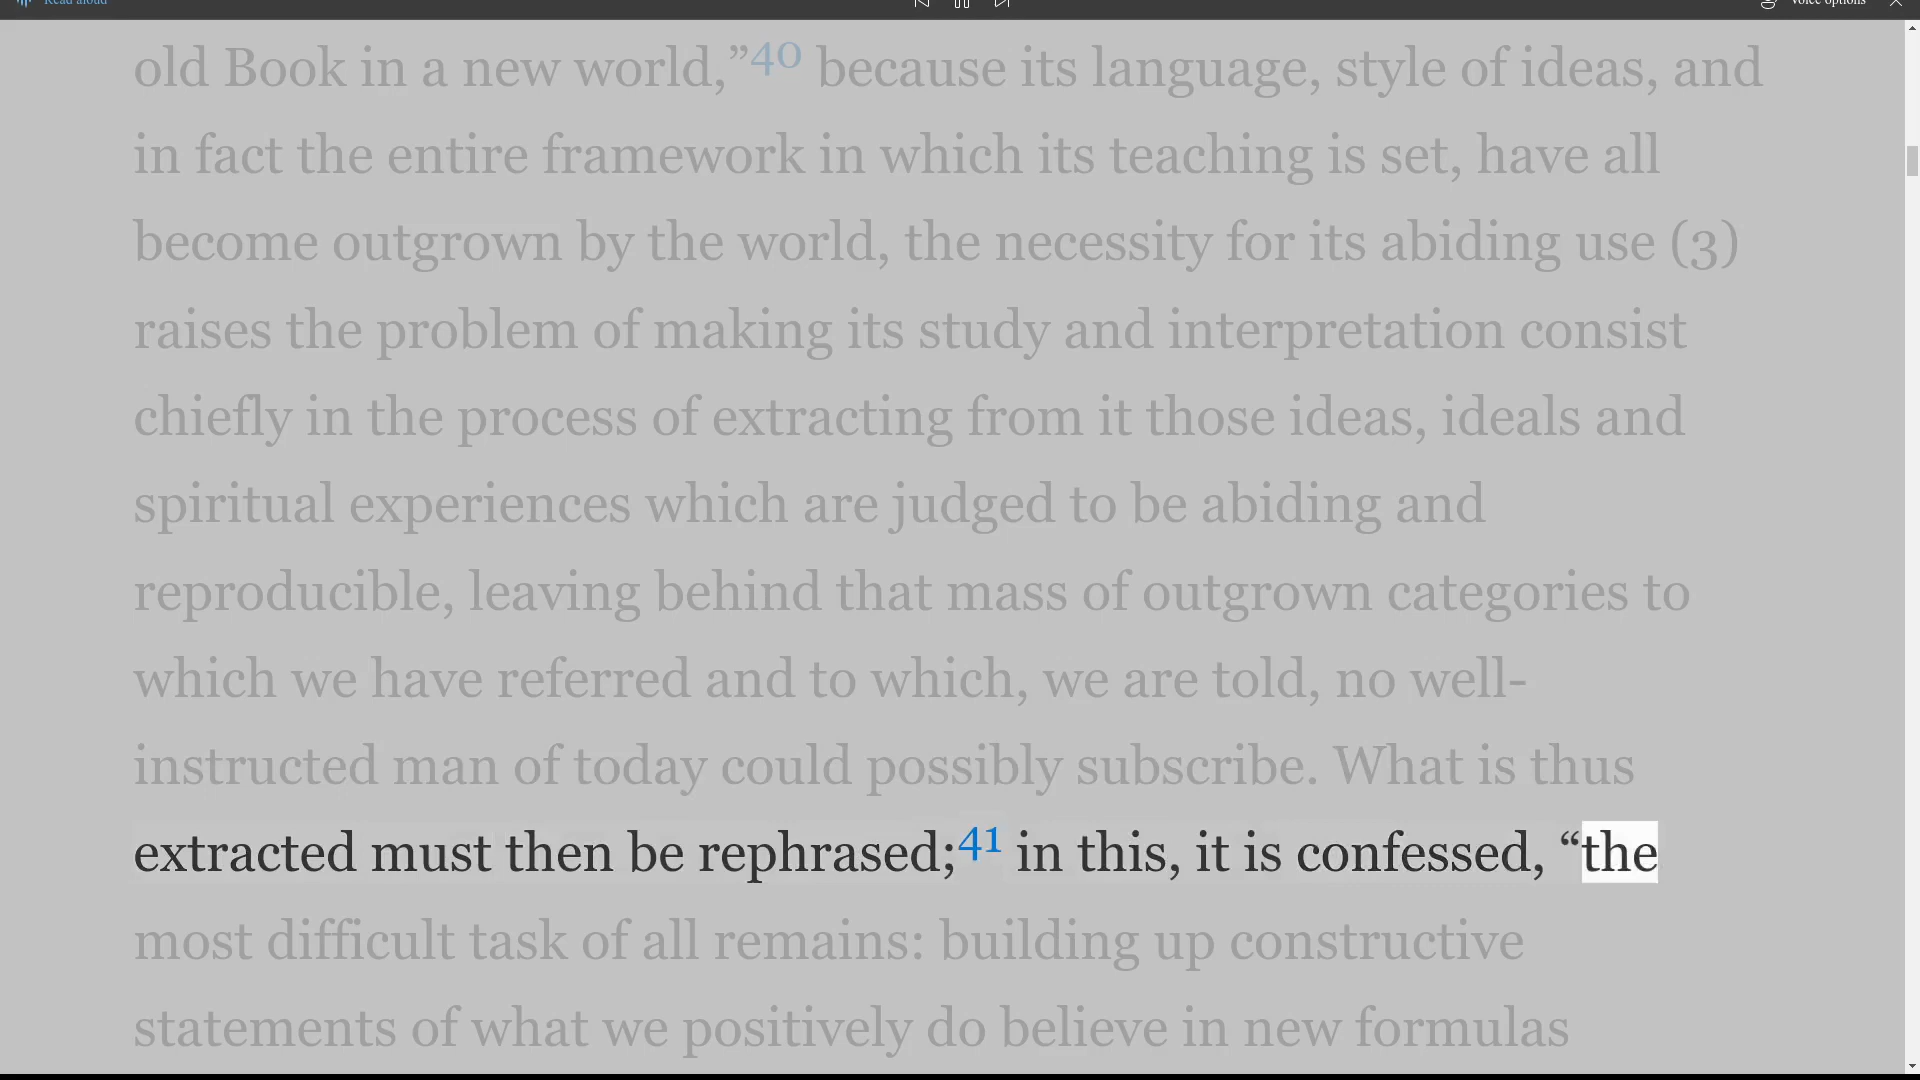 Read aloud
Voice options
old Book in a new world,”40 because its language, style of ideas, and
in fact the entire framework in which its teaching is set, have all
become outgrown by the world, the necessity for its abiding use (3)
raises the problem of making its study and interpretation consist
chiefly in the process of extracting from it those ideas, ideals and
spiritual experiences which are judged to be abiding and
reproducible, leaving behind that mass of outgrown categories to
which we have referred and to which, we are told, no well-
instructed man of today could possibly subscribe. What is thus
extracted must then be rephrased;41 in this, it is confessed, “the
most difficult task of all remains: building up constructive
statements of what we positively do believe in new formulas